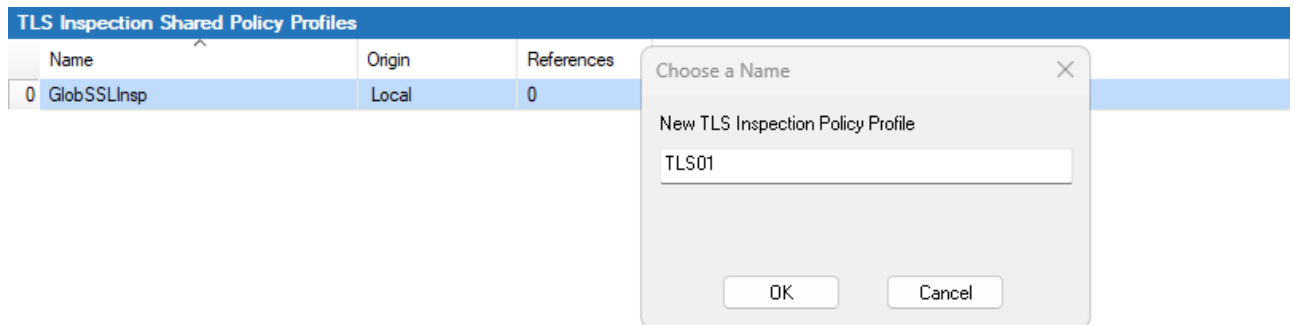 TLS Inspection Shared Policy Profiles
Name Origin References
0 GlobSSLInsp Local 0
Choose a Name
New TLS Inspection Policy Profile
TLS01
OK Cancel